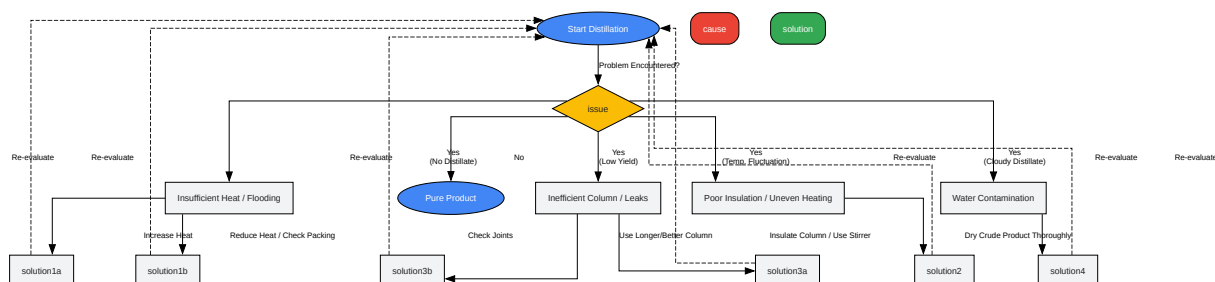 Start Distillation
cause
solution
Problem Encountered?
issue
Re-evaluate
Re-evaluate
Re-evaluate
Yes
(No Distillate)
No
Yes
(Low Yield)
Yes
(Temp. Fluctuation)
Re-evaluate
Yes
(Cloudy Distillate)
Re-evaluate
Re-evaluate
Insufficient Heat / Flooding
Pure Product
Inefficient Column / Leaks
Poor Insulation / Uneven Heating
Water Contamination
Increase Heat
Reduce Heat / Check Packing
Check Joints
Use Longer/Better Column
Insulate Column / Use Stirrer
Dry Crude Product Thoroughly
solution1a
solution1b
solution3b
solution3a
solution2
solution4